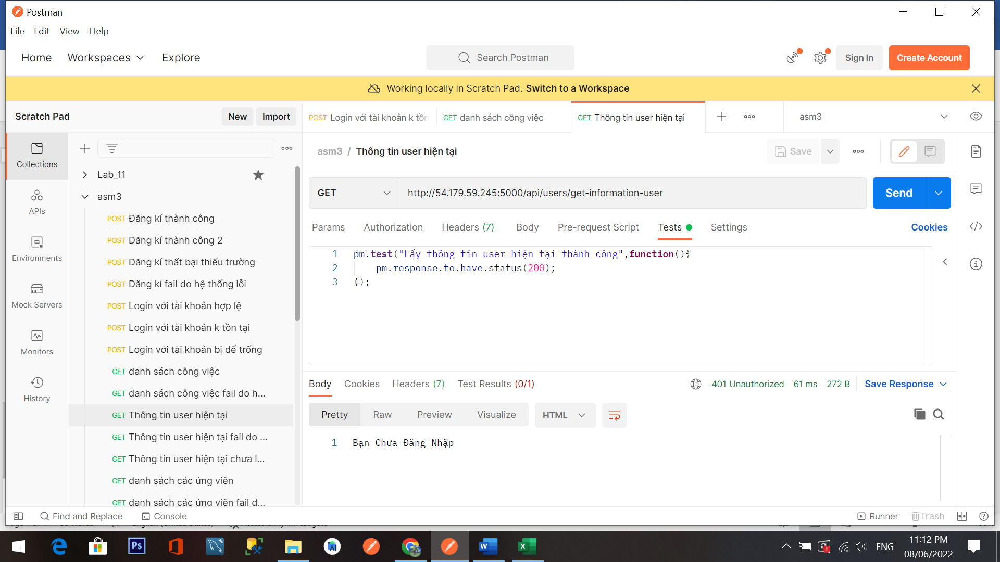 Postman
File Edit View Help
Home Workspaces Explore
Search Postman
Sign In
Create Account
Working locally in Scratch Pad. Switch to a Workspace
Scratch Pad
New
Import
POST Login với tài khoản k tồn
GET danh sách công việc
GET Thông tin user hiện tại
asm3
Collections
APIs
Environments
Mock Servers
Monitors
History
Lab_11
asm3
POST Đăng kí thành công
POST Đăng kí thành công 2
POST Đăng kí thất bại thiếu trường
POST Đăng kí fail do hệ thống lỗi
POST Login với tài khoản hợp lệ
POST Login với tài khoản k tồn tại
POST Login với tài khoản bị để trống
GET danh sách công việc
GET danh sách công việc fail do h...
GET Thông tin user hiện tại
GET Thông tin user hiện tại fail do ...
GET Thông tin user hiện tại chưa l...
GET danh sách các ứng viên
GET danh sách các ứng viên fail d...
asm3 / Thông tin user hiện tại
Save
GET
http://54.179.59.245:5000/api/users/get-information-user
Send
Params Authorization Headers (7) Body Pre-request Script Tests Settings
Cookies
1 pm.test("Lấy thông tin user hiện tại thành công",function(){
2 pm.response.to.have.status(200);
3 });
Body Cookies Headers (7) Test Results (0/1)
401 Unauthorized 61 ms 272 B Save Response
Pretty Raw Preview Visualize HTML
1 Bạn Chưa Đăng Nhập
Find and Replace Console
Runner Trash
Ps
ENG
11:12 PM
08/06/2022